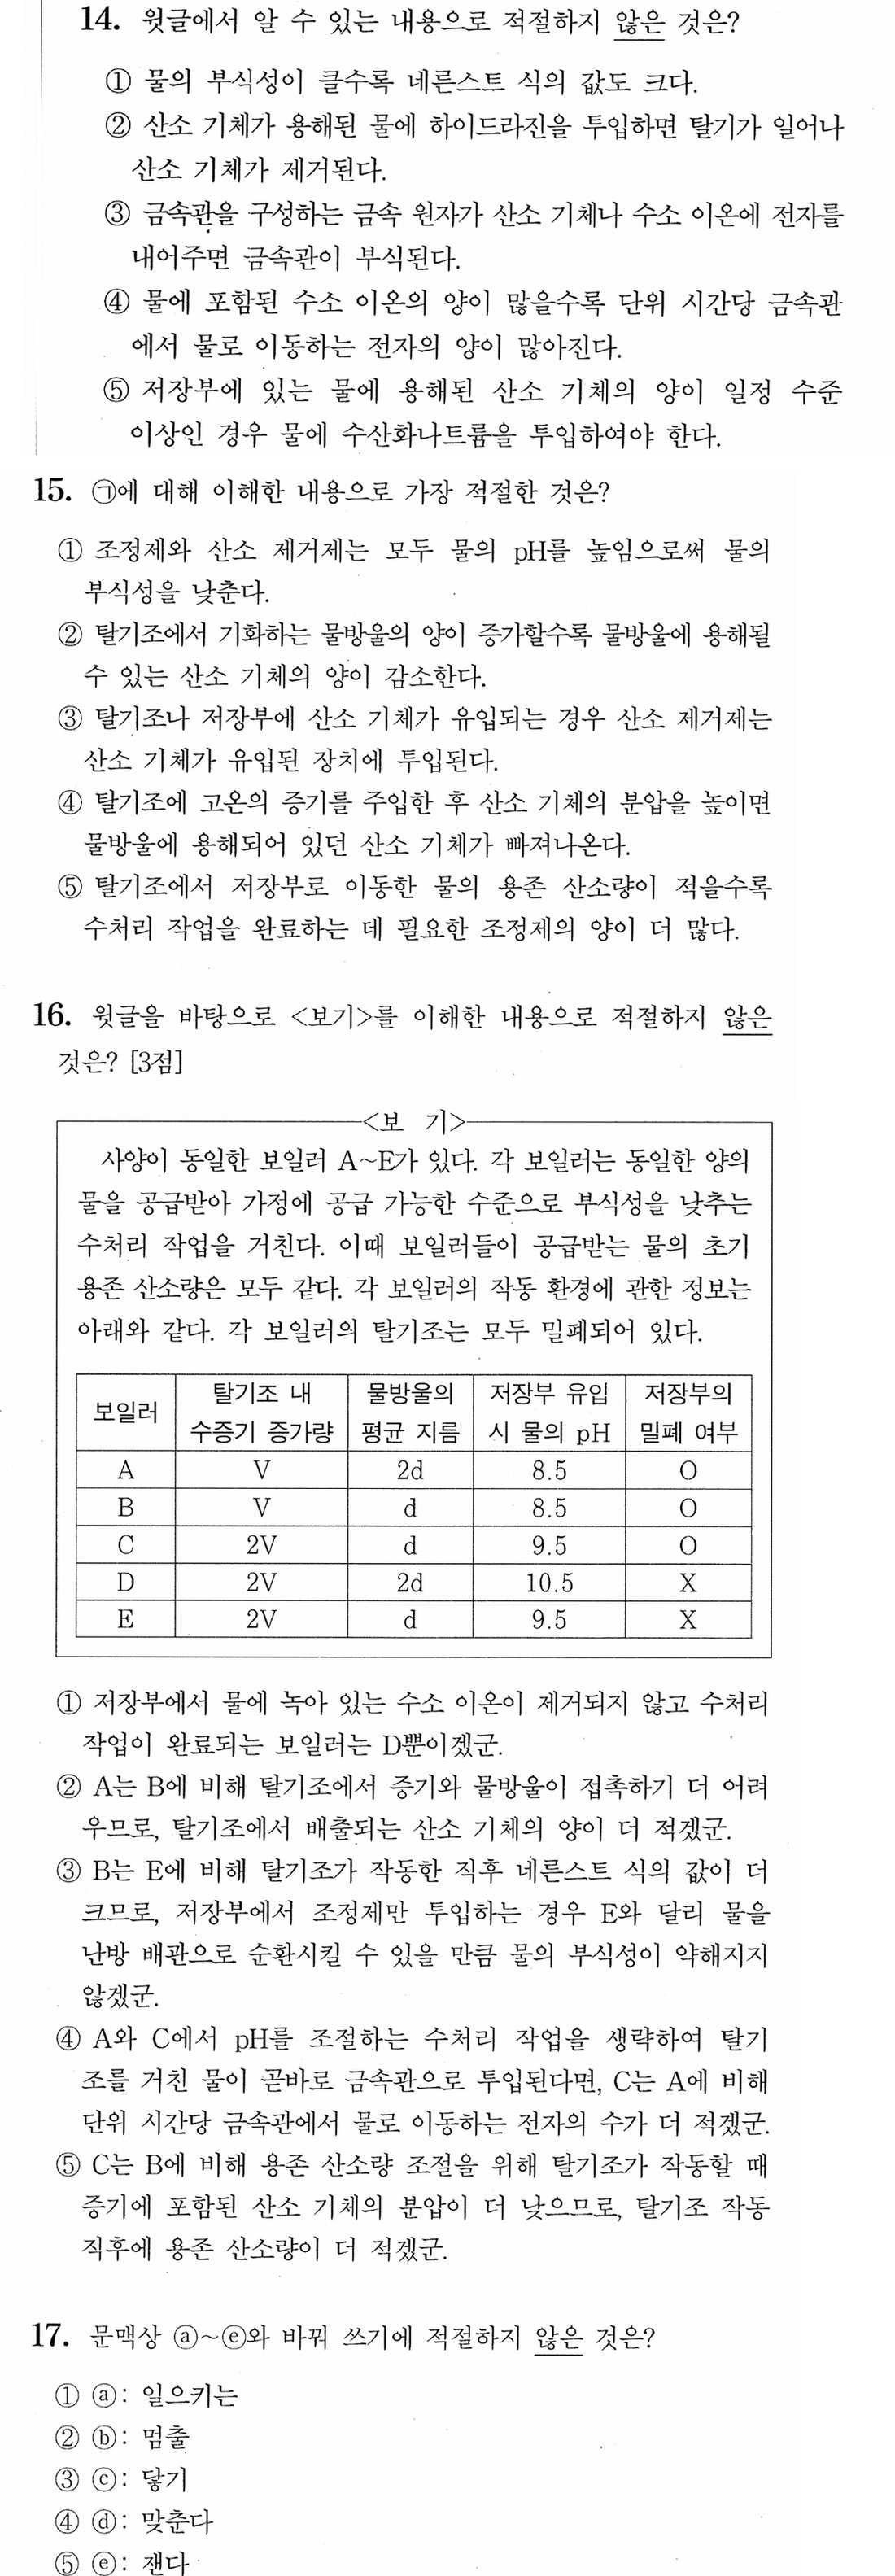 14. 윗글에서 알 수 있는 내용으로 적절하지 않은 것은?
① 물의 부식성이 클수록 네른스트 식의 값도 크다.
② 산소 기체가 용해된 물에 하이드라진을 투입하면 탈기가 일어나
산소 기체가 제거된다.
③ 금속관을 구성하는 금속 원자가 산소 기체나 수소 이온에 전자를
내어주면 금속관이 부식된다.
④ 물에 포함된 수소 이온의 양이 많을수록 단위 시간당 금속관
에서 물로 이동하는 전자의 양이 많아진다.
⑤ 저장부에 있는 물에 용해된 산소 기체의 양이 일정 수준
이상인 경우 물에 수산화나트륨을 투입하여야 한다.
15. ㉠에 대해 이해한 내용으로 가장 적절한 것은?
① 조정제와 산소 제거제는 모두 물의 pH를 높임으로써 물의
부식성을 낮춘다.
② 탈기조에서 기화하는 물방울의 양이 증가할수록 물방울에 용해될
수 있는 산소 기체의 양이 감소한다.
③ 탈기조나 저장부에 산소 기체가 유입되는 경우 산소 제거제는
산소 기체가 유입된 장치에 투입된다.
④ 탈기조에 고온의 증기를 주입한 후 산소 기체의 분압을 높이면
물방울에 용해되어 있던 산소 기체가 빠져나온다.
⑤ 탈기조에서 저장부로 이동한 물의 용존 산소량이 적을수록
수처리 작업을 완료하는 데 필요한 조정제의 양이 더 많다.
16. 윗글을 바탕으로 <보기>를 이해한 내용으로 적절하지 않은
것은? [3점]
<보 기>
사양이 동일한 보일러 A~E가 있다. 각 보일러는 동일한 양의
물을 공급받아 가정에 공급 가능한 수준으로 부식성을 낮추는
수처리 작업을 거친다. 이때 보일러들이 공급받는 물의 초기
용존 산소량은 모두 같다. 각 보일러의 작동 환경에 관한 정보는
아래와 같다. 각 보일러의 탈기조는 모두 밀폐되어 있다.
보일러 탈기조 내 수증기 증가량 물방울의 평균 지름 저장부 유입 시 물의 pH 저장부의 밀폐 여부
A V 2d 8.5 O
B V d 8.5 O
C 2V d 9.5 O
D 2V 2d 10.5 X
E 2V d 9.5 X
① 저장부에서 물에 녹아 있는 수소 이온이 제거되지 않고 수처리
작업이 완료되는 보일러는 D뿐이겠군.
② A는 B에 비해 탈기조에서 증기와 물방울이 접촉하기 더 어려
우므로, 탈기조에서 배출되는 산소 기체의 양이 더 적겠군.
③ B는 E에 비해 탈기조가 작동한 직후 네른스트 식의 값이 더
크므로, 저장부에서 조정제만 투입하는 경우 E와 달리 물을
난방 배관으로 순환시킬 수 있을 만큼 물의 부식성이 약해지지
않겠군.
④ A와 C에서 pH를 조절하는 수처리 작업을 생략하여 탈기
조를 거친 물이 곧바로 금속관으로 투입된다면, C는 A에 비해
단위 시간당 금속관에서 물로 이동하는 전자의 수가 더 적겠군.
⑤ C는 B에 비해 용존 산소량 조절을 위해 탈기조가 작동할 때
증기에 포함된 산소 기체의 분압이 더 낮으므로, 탈기조 작동
직후에 용존 산소량이 더 적겠군.
17. 문맥상 ⓐ~ⓔ와 바꿔 쓰기에 적절하지 않은 것은?
① ⓐ: 일으키는
② ⓑ: 멈출
③ ⓒ: 닿기
④ ⓓ: 맞춘다
⑤ ⓔ: 잰다